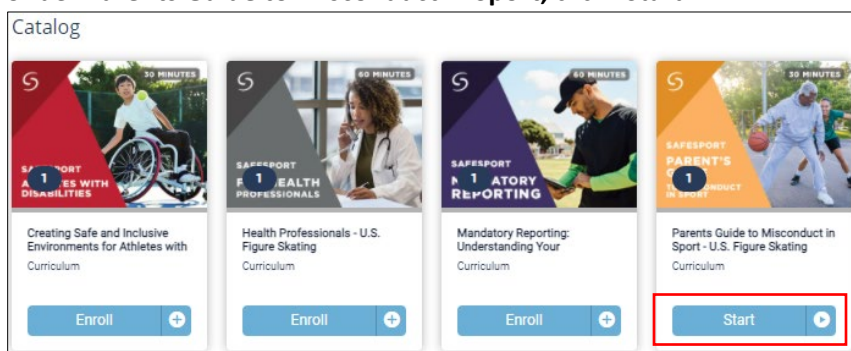 Catalog
30 MINUTES
SAFESPORT
WITH
DISABILITIES
1
Creating Safe and Inclusive
Environments for Athletes with
Curriculum
Enroll
60 MINUTES
SAFESPORT
HEALTH
PROFESSIONALS
1
Health Professionals - U.S.
Figure Skating
Curriculum
Enroll
60 MINUTES
SAFESPORT
REPORTING
1
Mandatory Reporting:
Understanding Your
Curriculum
Enroll
30 MINUTES
SAFESPORT
PARENT'S
IN SPORT
1
Parents Guide to Misconduct in
Sport - U.S. Figure Skating
Curriculum
Start